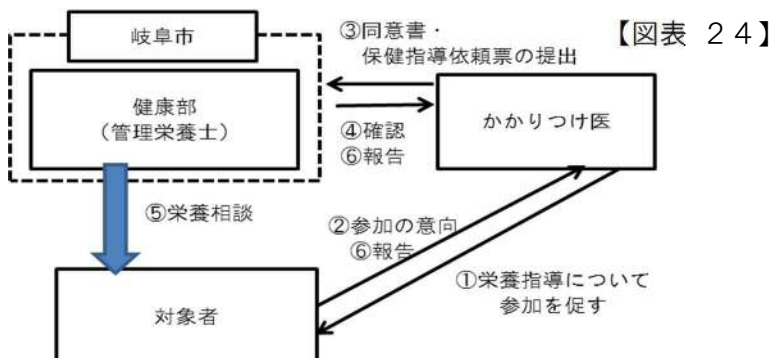 【図表 24】
岐阜市
健康部
（管理栄養士）
③同意書・
保健指導依頼票の提出
かかりつけ医
④確認
⑥報告
⑤栄養相談
②参加の意向
⑥報告
①栄養指導について
参加を促す
対象者